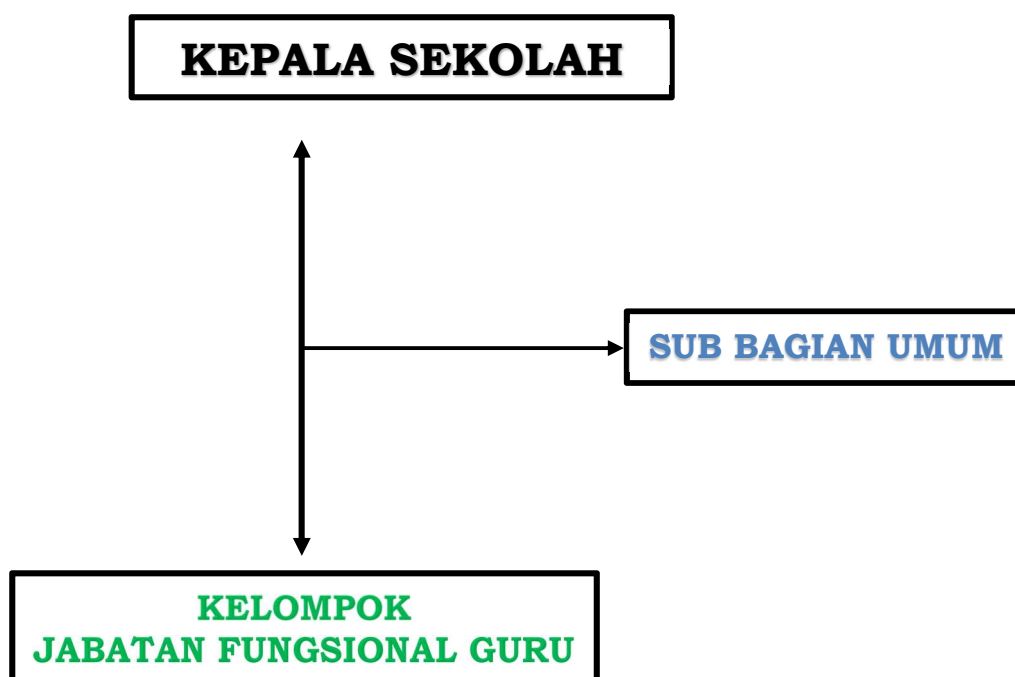 KEPALA SEKOLAH
SUB BAGIAN UMUM
KELOMPOK
JABATAN FUNGSIONAL GURU